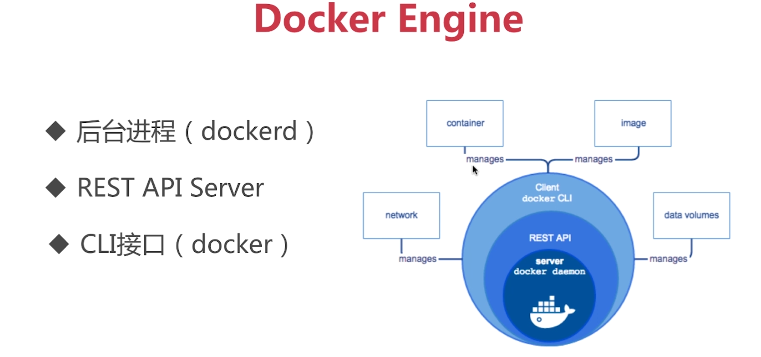 Docker Engine
◆ 后台进程（dockerd）
◆ REST API Server
◆ CLI接口（docker）
container
image
manages
manages
Client
docker CLI
network
data volumes
REST API
manages
manages
server
docker daemon